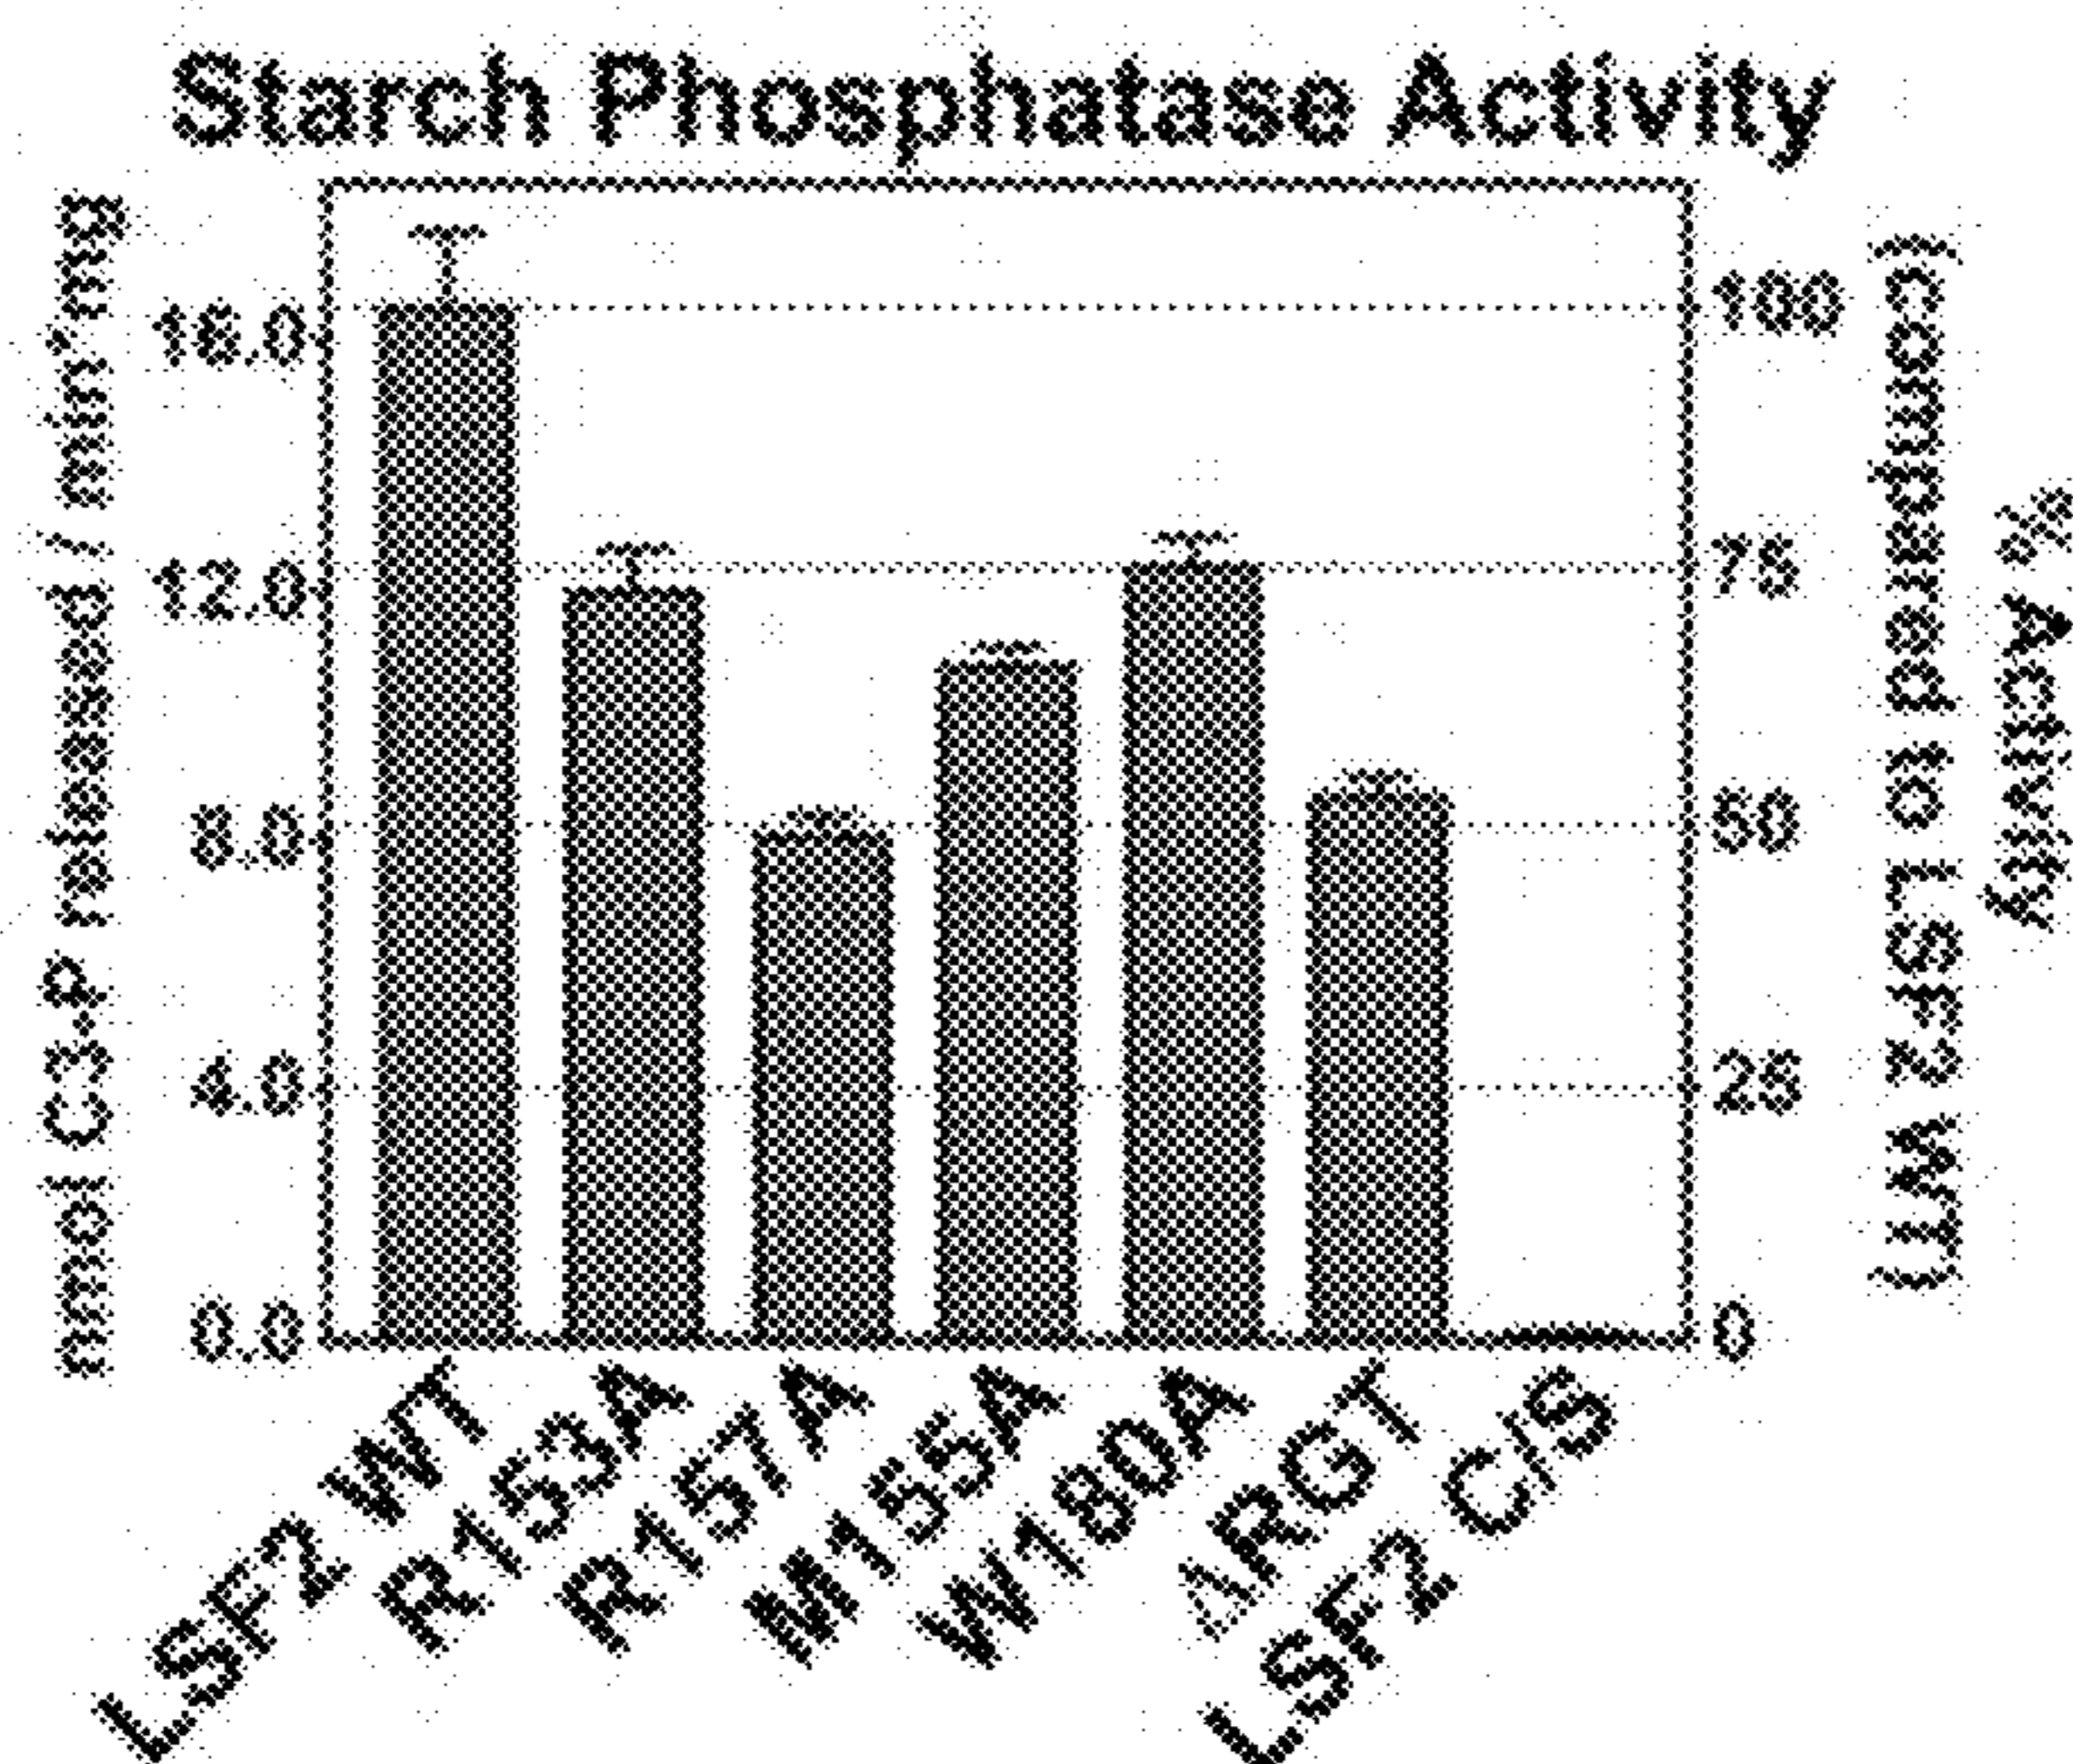 Starch Phosphatase Activity
nmol C3-P released / min*mg
16.0
12.0
8.0
4.0
0.0
100
75
50
25
0
% Activity
(Compared to LSF2 WT)
LSF2 WT
R153A
R157A
M155A
W180A
ΔRGT
LSF2 C/S